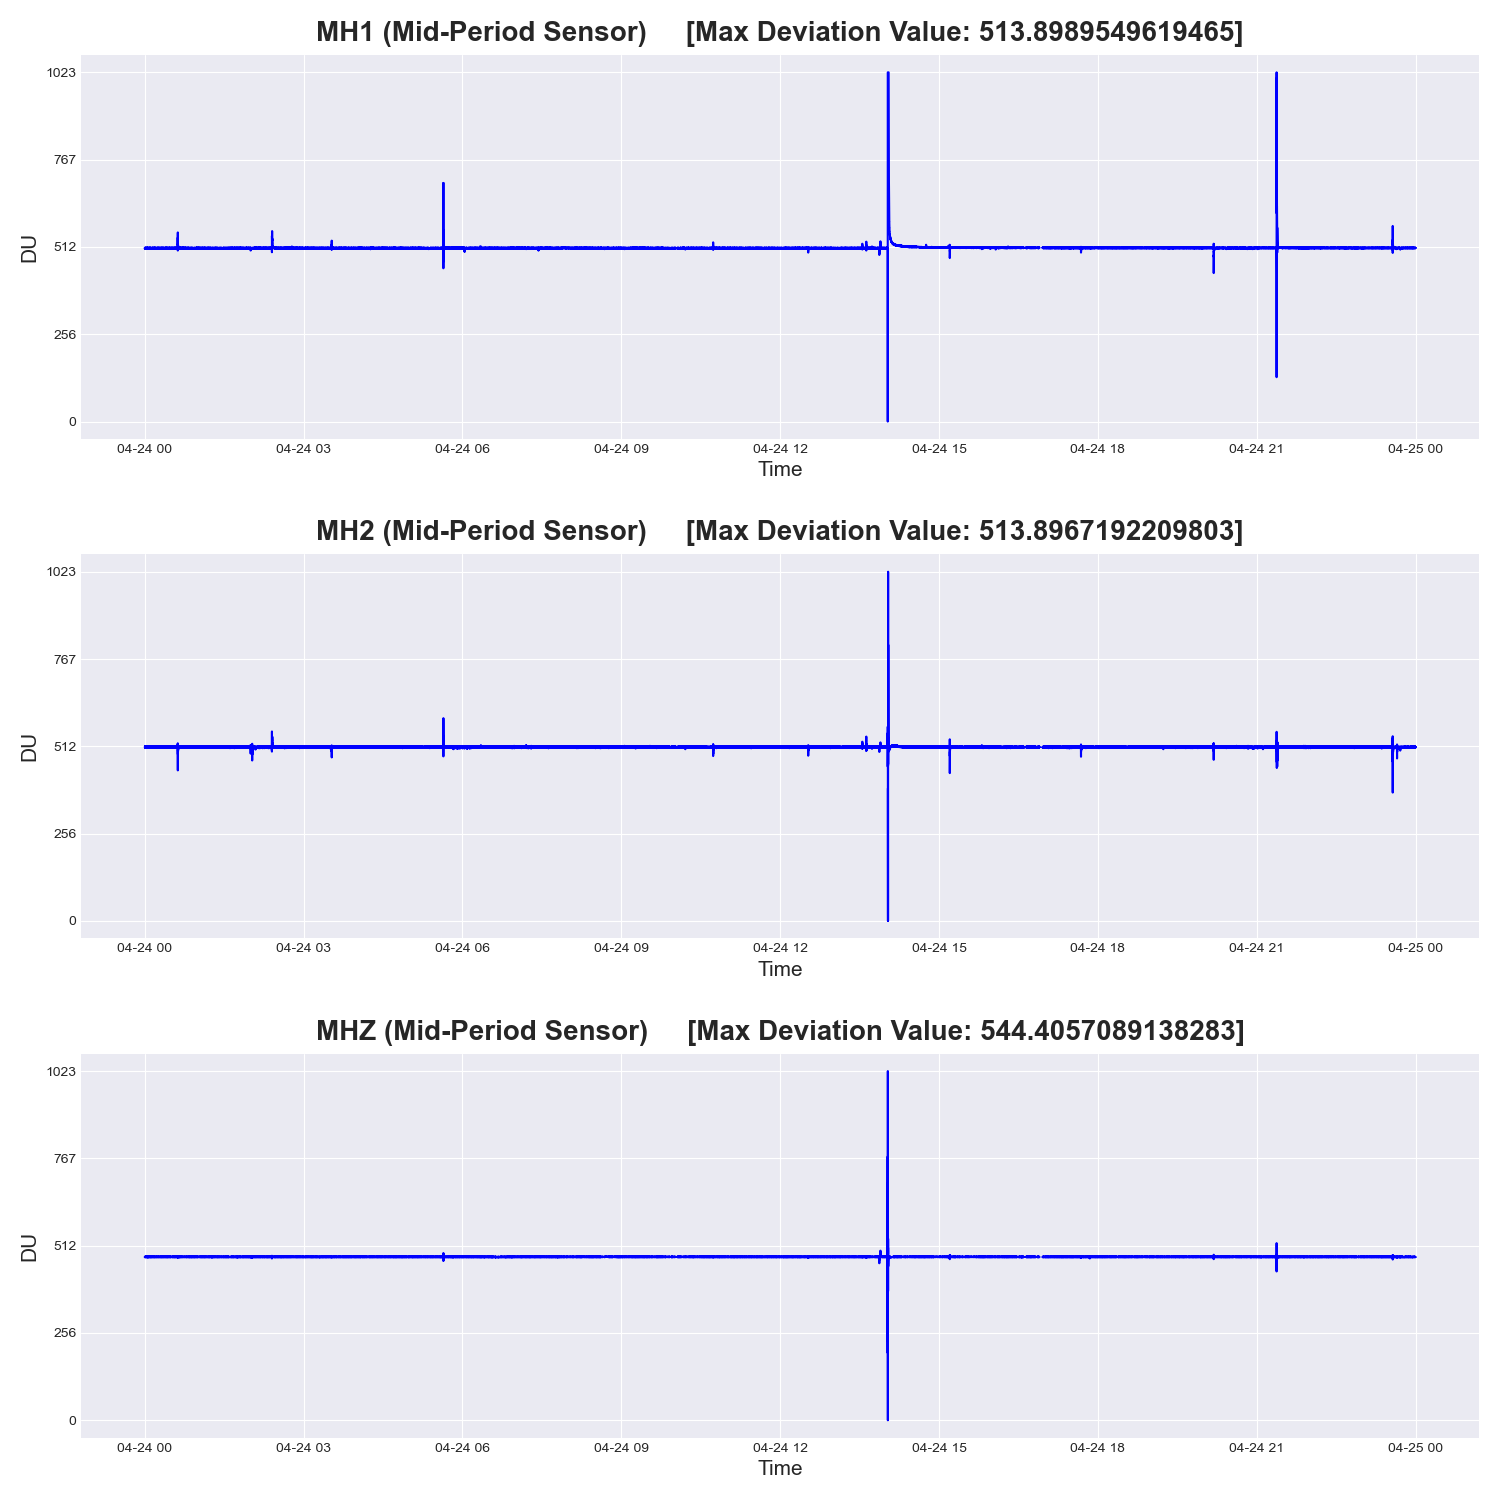 MH1 (Mid-Period Sensor) [Max Deviation Value: 513.8989549619465]
1023
767
512
256
0
DU
04-24 00 04-24 03 04-24 06 04-24 09 04-24 12 04-24 15 04-24 18 04-24 21 04-25 00
Time
MH2 (Mid-Period Sensor) [Max Deviation Value: 513.8967192209803]
1023
767
512
256
0
DU
04-24 00 04-24 03 04-24 06 04-24 09 04-24 12 04-24 15 04-24 18 04-24 21 04-25 00
Time
MHZ (Mid-Period Sensor) [Max Deviation Value: 544.4057089138283]
1023
767
512
256
0
DU
04-24 00 04-24 03 04-24 06 04-24 09 04-24 12 04-24 15 04-24 18 04-24 21 04-25 00
Time